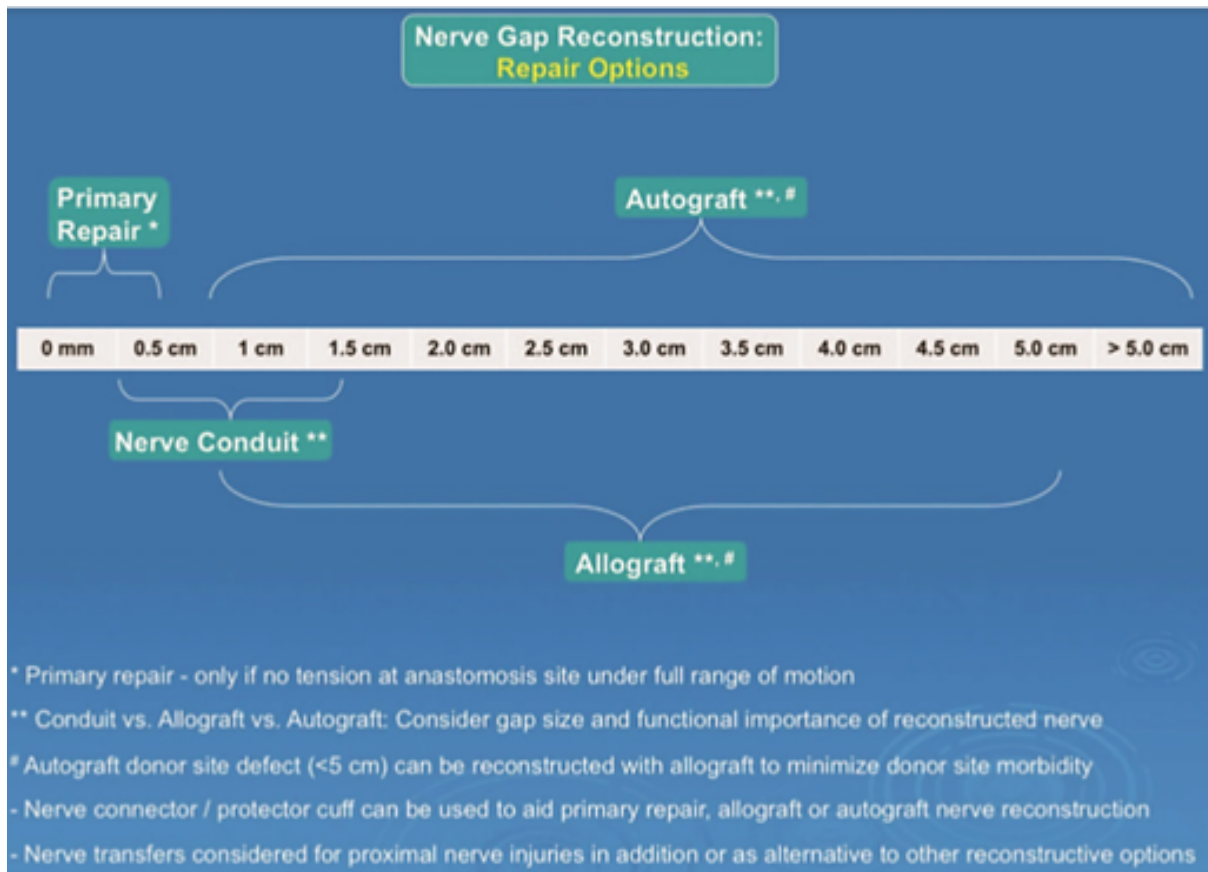 Nerve Gap Reconstruction:
Repair Options
Primary
Repair *
Autograft **, #
0 mm 0.5 cm 1 cm 1.5 cm 2.0 cm 2.5 cm 3.0 cm 3.5 cm 4.0 cm 4.5 cm 5.0 cm > 5.0 cm
Nerve Conduit **
Allograft **, #
* Primary repair - only if no tension at anastomosis site under full range of motion
** Conduit vs. Allograft vs. Autograft: Consider gap size and functional importance of reconstructed nerve
# Autograft donor site defect (<5 cm) can be reconstructed with allograft to minimize donor site morbidity
- Nerve connector / protector cuff can be used to aid primary repair, allograft or autograft nerve reconstruction
- Nerve transfers considered for proximal nerve injuries in addition or as alternative to other reconstructive options